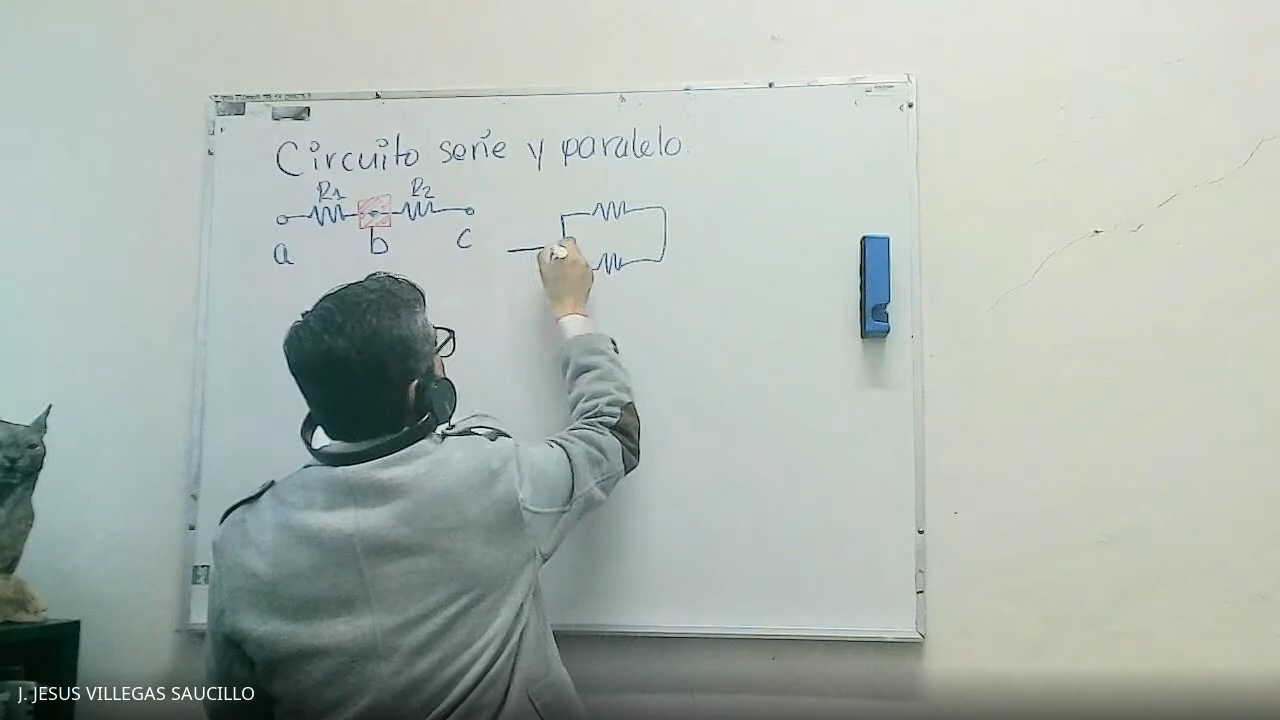 Circuito serie y paralelo.
R1 R2
a b c
J. JESUS VILLEGAS SAUCILLO